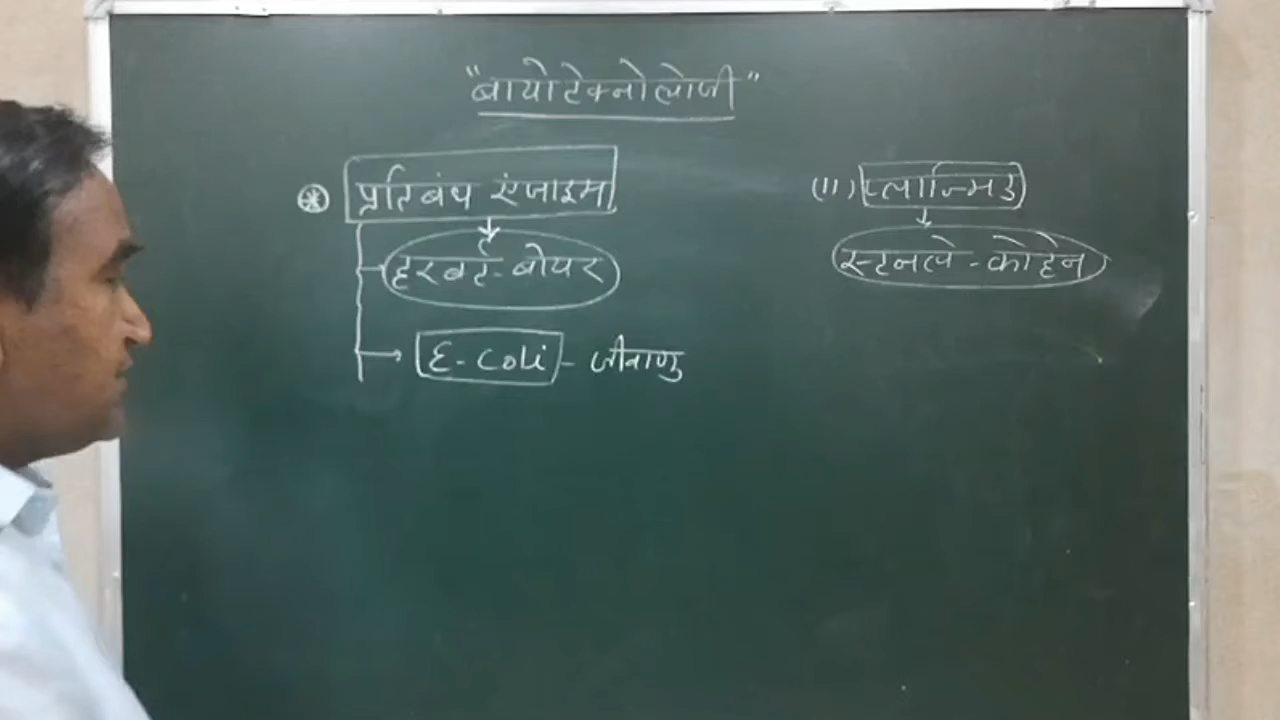 "बायोटेक्नोलोजी"
प्रतिबंध एंजाइम
हरबर्ट-बोयर
E-coli - जीवाणु
(II) प्लाज्मिड
स्टनले-कोहेन